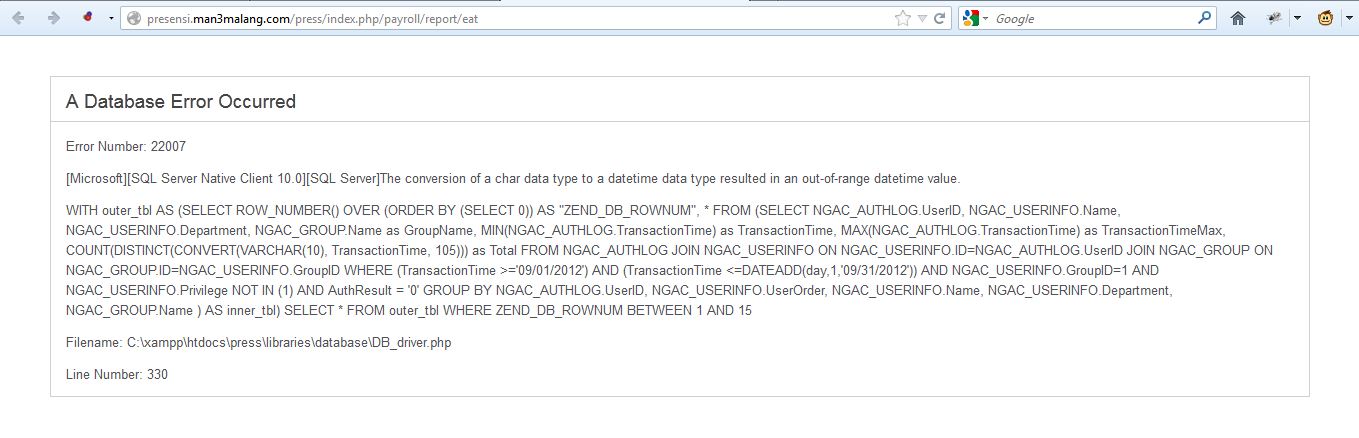 presensi.man3malang.com/press/index.php/payroll/report/eat
Google
A Database Error Occurred
Error Number: 22007
[Microsoft][SQL Server Native Client 10.0][SQL Server]The conversion of a char data type to a datetime data type resulted in an out-of-range datetime value.
WITH outer_tbl AS (SELECT ROW_NUMBER() OVER (ORDER BY (SELECT 0)) AS "ZEND_DB_ROWNUM", * FROM (SELECT NGAC_AUTHLOG.UserID, NGAC_USERINFO.Name,
NGAC_USERINFO.Department, NGAC_GROUP.Name as GroupName, MIN(NGAC_AUTHLOG.TransactionTime) as TransactionTime, MAX(NGAC_AUTHLOG.TransactionTime) as TransactionTimeMax,
COUNT(DISTINCT(CONVERT(VARCHAR(10), TransactionTime, 105))) as Total FROM NGAC_AUTHLOG JOIN NGAC_USERINFO ON NGAC_USERINFO.ID=NGAC_AUTHLOG.UserID JOIN NGAC_GROUP ON
NGAC_GROUP.ID=NGAC_USERINFO.GroupID WHERE (TransactionTime >='09/01/2012') AND (TransactionTime <=DATEADD(day,1,'09/31/2012')) AND NGAC_USERINFO.GroupID=1 AND
NGAC_USERINFO.Privilege NOT IN (1) AND AuthResult = '0' GROUP BY NGAC_AUTHLOG.UserID, NGAC_USERINFO.UserOrder, NGAC_USERINFO.Name, NGAC_USERINFO.Department,
NGAC_GROUP.Name ) AS inner_tbl) SELECT * FROM outer_tbl WHERE ZEND_DB_ROWNUM BETWEEN 1 AND 15
Filename: C:\xampp\htdocs\press\libraries\database\DB_driver.php
Line Number: 330